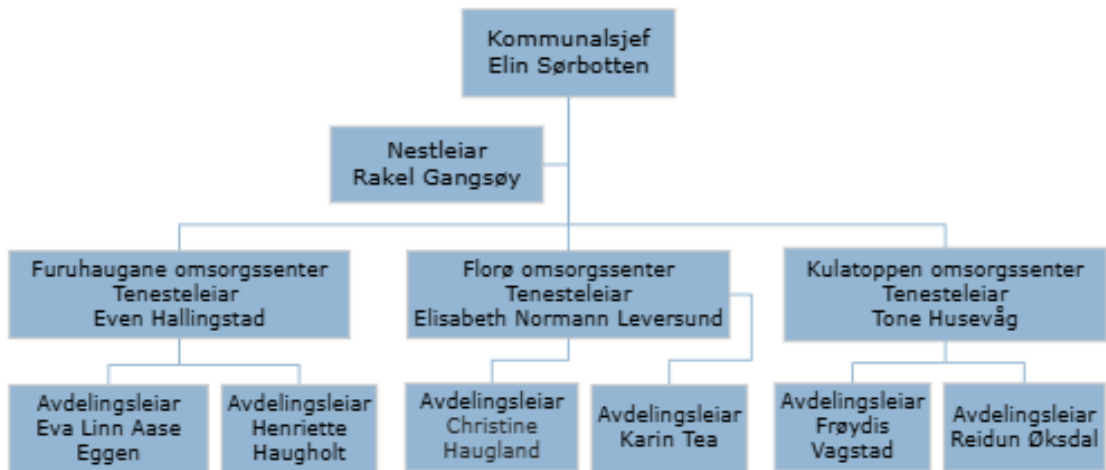 Kommunalsjef
Elin Sørbotten
Nestleiar
Rakel Gangsøy
Furuhaugane omsorgssenter
Tenesteleiar
Even Hallingstad
Florø omsorgssenter
Tenesteleiar
Elisabeth Normann Leversund
Kulatoppen omsorgssenter
Tenesteleiar
Tone Husevåg
Avdelingsleiar
Eva Linn Aase
Eggen
Avdelingsleiar
Henriette
Haugholt
Avdelingsleiar
Christine
Haugland
Avdelingsleiar
Karin Tea
Avdelingsleiar
Frøydis
Vagstad
Avdelingsleiar
Reidun Øksdal